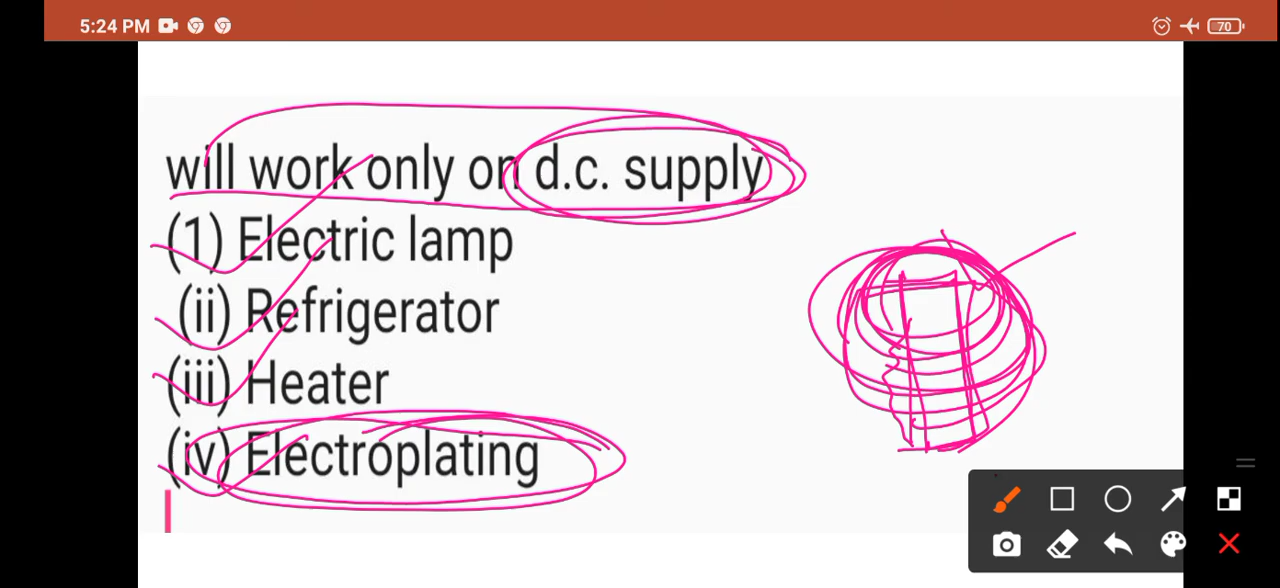 5:24 PM
70
will work only on d.c. supply
(1) Electric lamp
(ii) Refrigerator
(iii) Heater
(iv) Electroplating